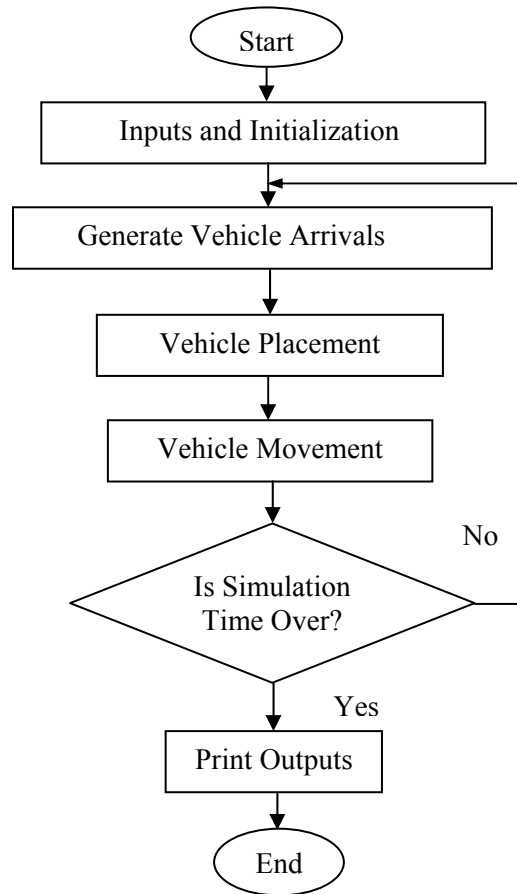 Start
Inputs and Initialization
Generate Vehicle Arrivals
Vehicle Placement
Vehicle Movement
No
Is Simulation
Time Over?
Yes
Print Outputs
End